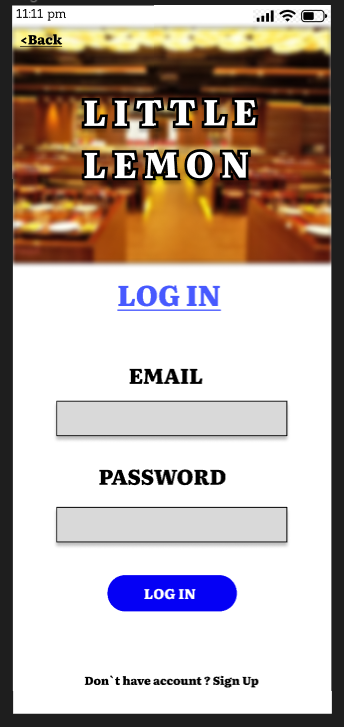 11:11 pm
<Back
LITTLE
LEMON
LOG IN
EMAIL
PASSWORD
LOG IN
Don`t have account ? Sign Up